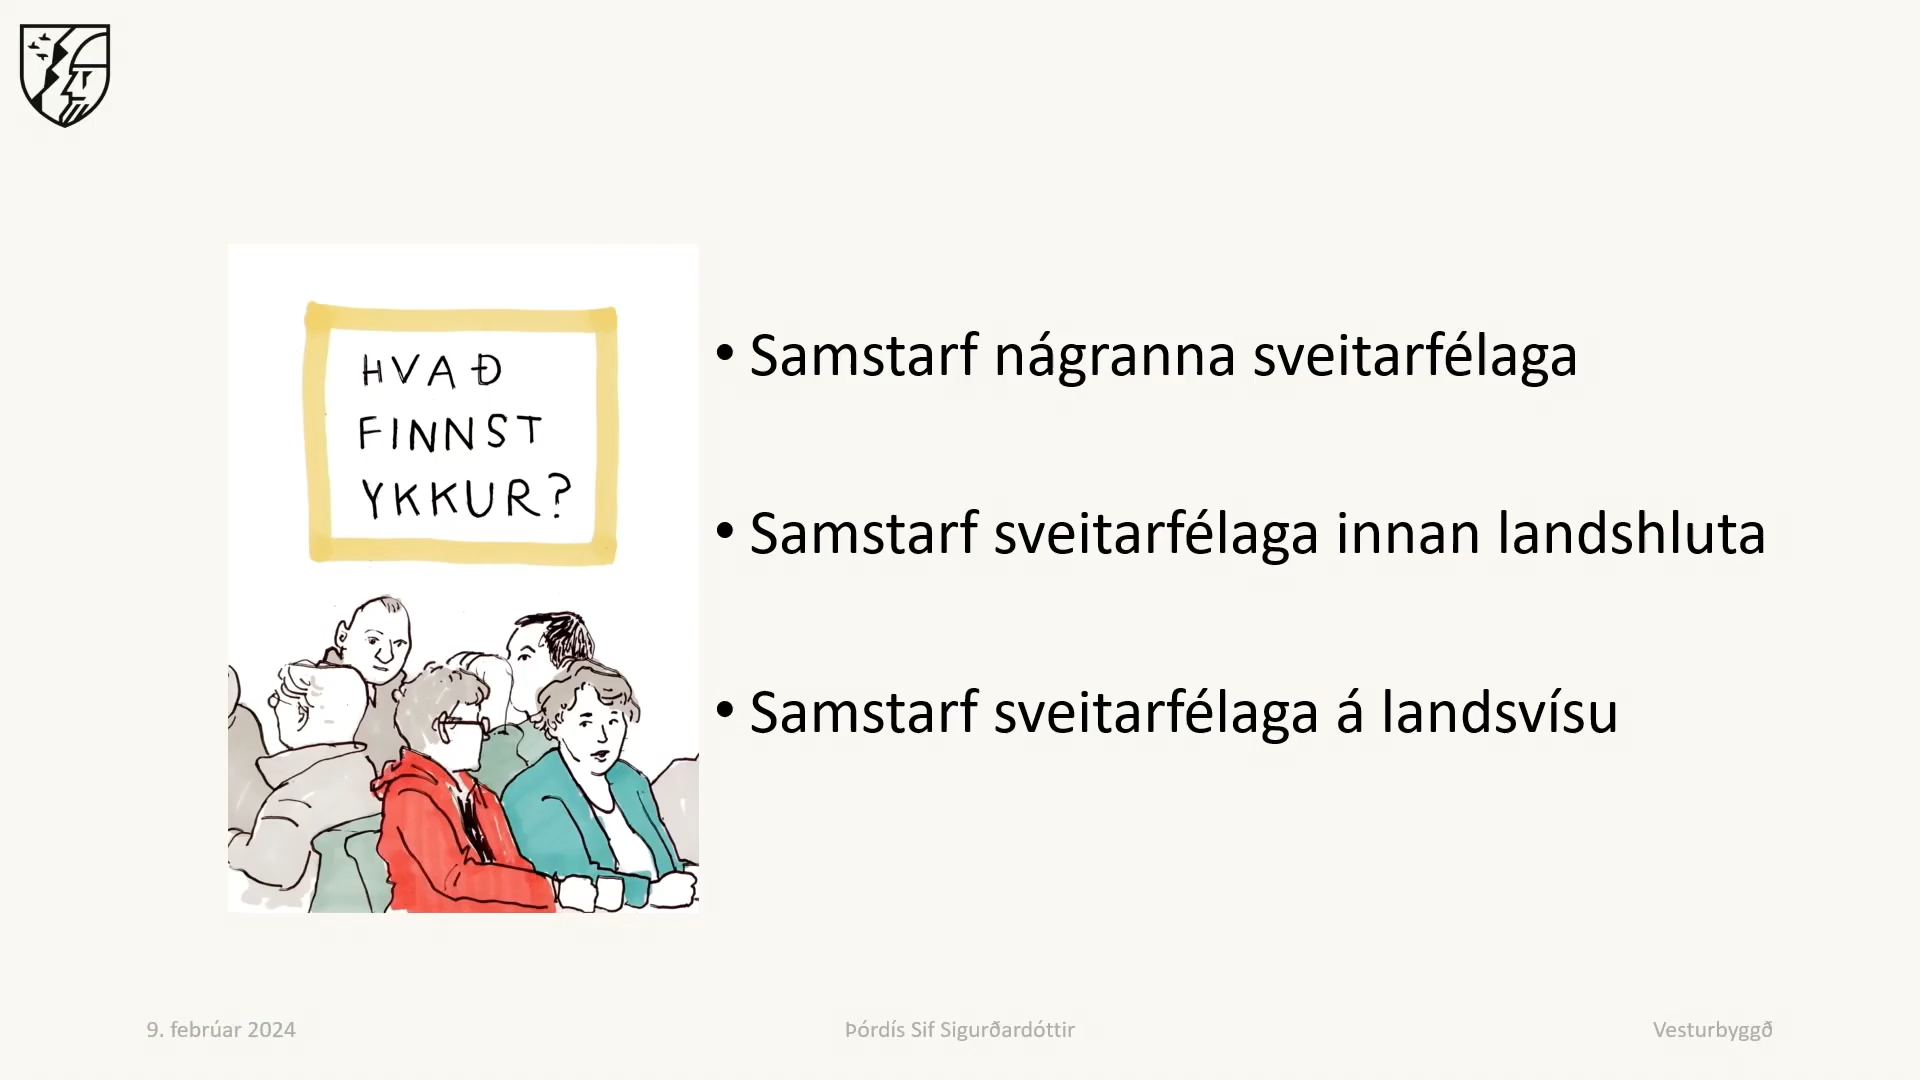 HVAÐ
FINNST
YKKUR?
• Samstarf nágranna sveitarfélaga
• Samstarf sveitarfélaga innan landshluta
• Samstarf sveitarfélaga á landsvísu
9. febrúar 2024
Þórdís Sif Sigurðardóttir
Vesturbyggð